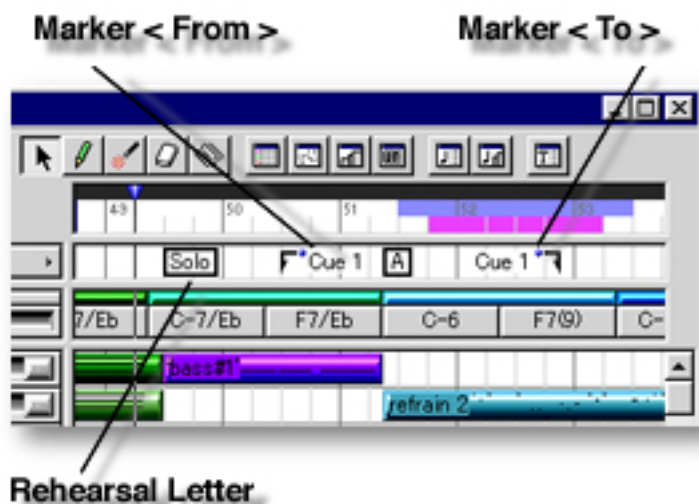 Marker < From > Marker < To >
49 50 51 52 53
Solo Cue 1 A Cue 1
7/Eb C-7/Eb F7/Eb C-6 F7(9) C-
bass#1'
refrain 2
Rehearsal Letter